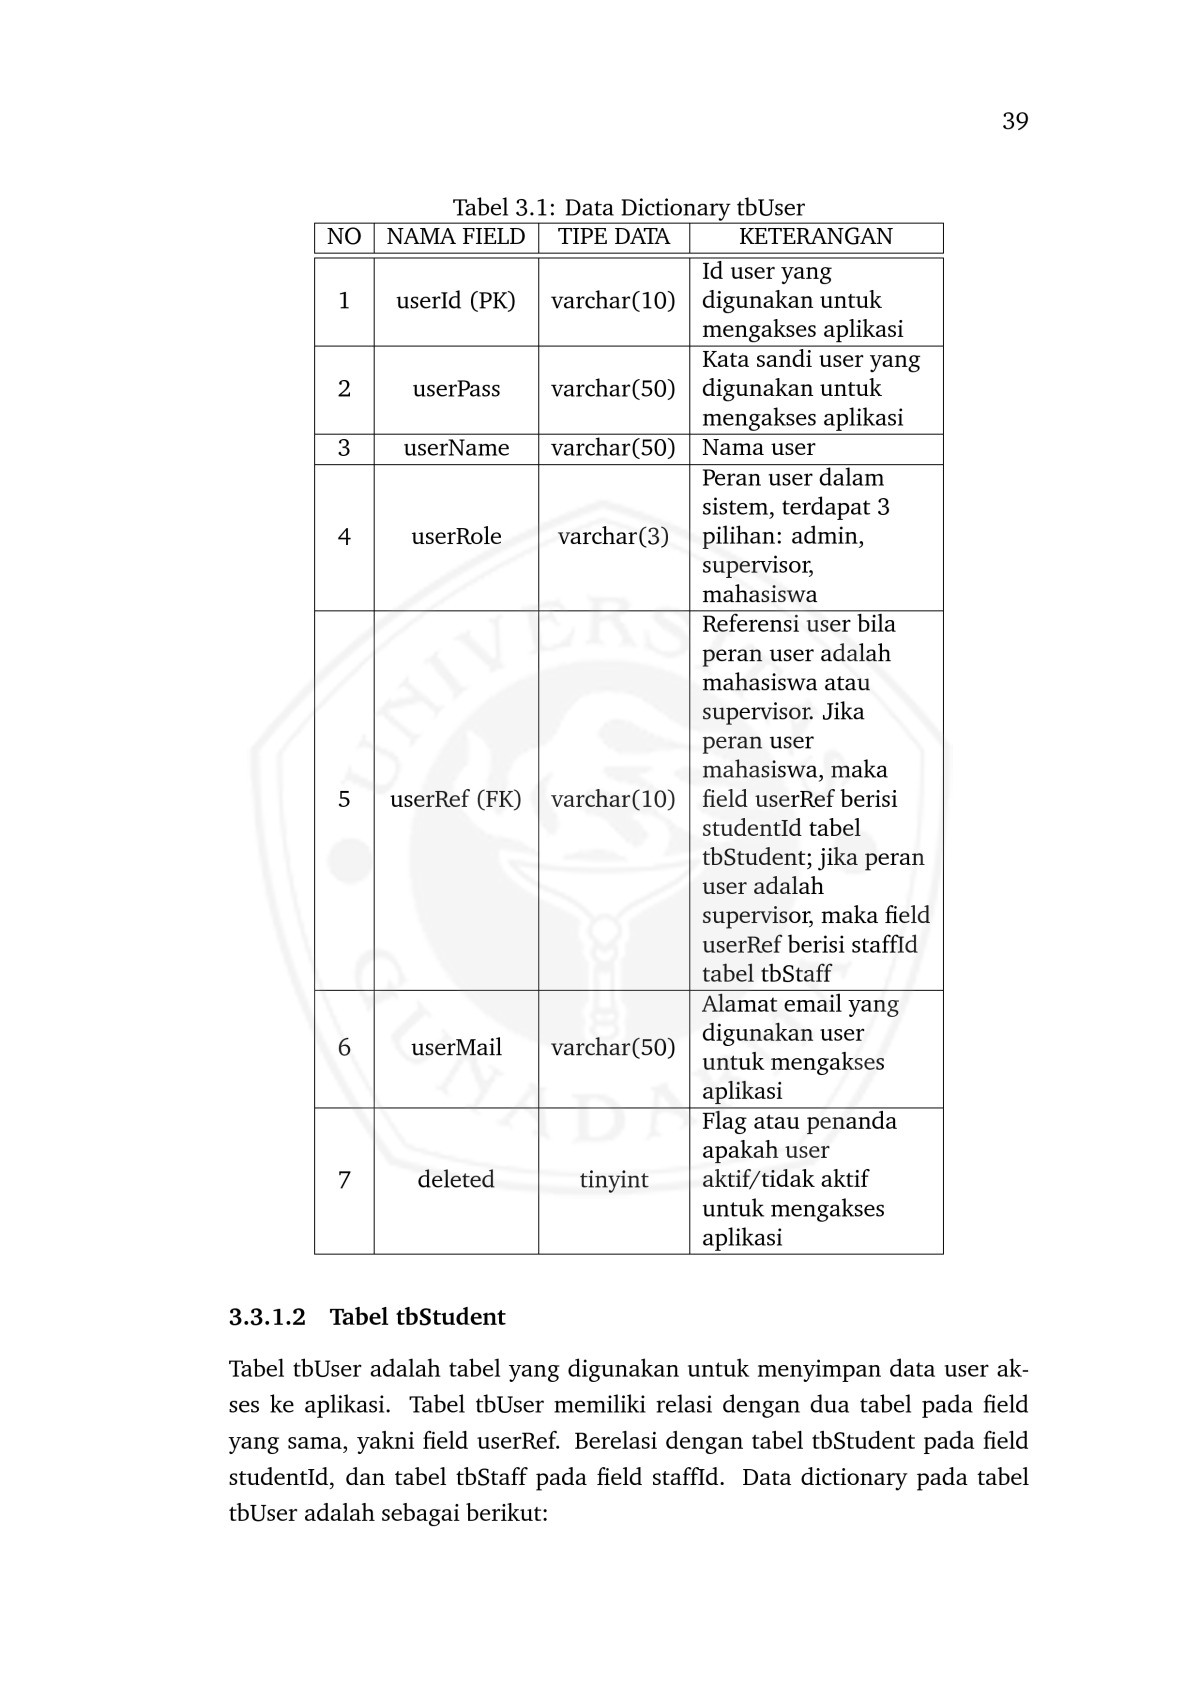 39
Tabel 3.1: Data Dictionary tbUser
NO NAMA FIELD TIPE DATA KETERANGAN
1 userId (PK) varchar(10) Id user yang
digunakan untuk
mengakses aplikasi
2 userPass varchar(50) Kata sandi user yang
digunakan untuk
mengakses aplikasi
3 userName varchar(50) Nama user
4 userRole varchar(3) Peran user dalam
sistem, terdapat 3
pilihan: admin,
supervisor,
mahasiswa
5 userRef (FK) varchar(10) Referensi user bila
peran user adalah
mahasiswa atau
supervisor. Jika
peran user
mahasiswa, maka
field userRef berisi
studentId tabel
tbStudent; jika peran
user adalah
supervisor, maka field
userRef berisi staffId
tabel tbStaff
6 userMail varchar(50) Alamat email yang
digunakan user
untuk mengakses
aplikasi
7 deleted tinyint Flag atau penanda
apakah user
aktif/tidak aktif
untuk mengakses
aplikasi
3.3.1.2 Tabel tbStudent
Tabel tbUser adalah tabel yang digunakan untuk menyimpan data user ak-
ses ke aplikasi. Tabel tbUser memiliki relasi dengan dua tabel pada field
yang sama, yakni field userRef. Berelasi dengan tabel tbStudent pada field
studentId, dan tabel tbStaff pada field staffId. Data dictionary pada tabel
tbUser adalah sebagai berikut: